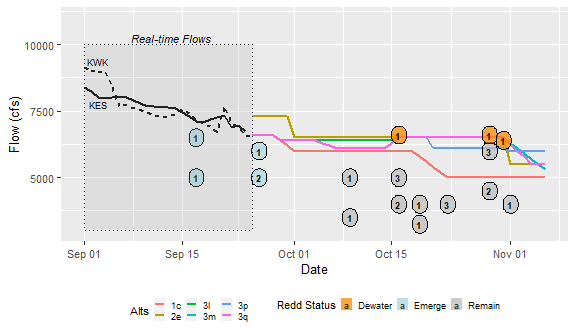 Real-time Flows
10000
KWK
KES
7500
5000
Flow (cfs)
1
1
1
2
1
1
1
3
2
1
1
3
1
3
2
1
1
Sep 01
Sep 15
Oct 01
Oct 15
Nov 01
Date
Alts
1c
2e
3l
3m
3p
3q
Redd Status
a Dewater
a Emerge
a Remain